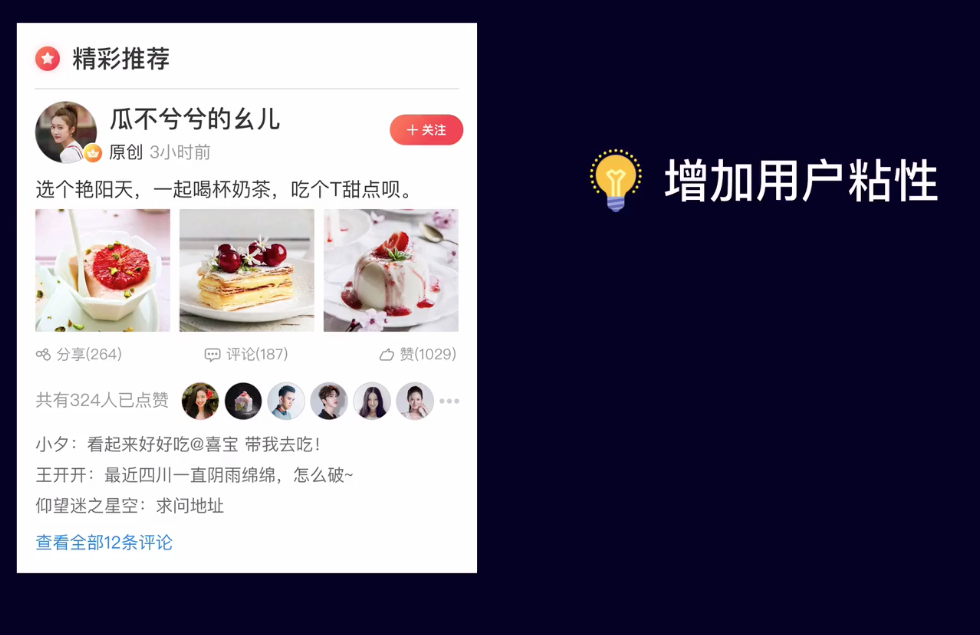 精彩推荐
瓜不兮兮的幺儿
+关注
原创 3小时前
选个艳阳天，一起喝杯奶茶，吃个T甜点呗。
分享(264) 评论(187) 赞(1029)
共有324人已点赞
小夕：看起来好好吃@喜宝 带我去吃！
王开开：最近四川一直阴雨绵绵，怎么破~
仰望迷之星空：求问地址
查看全部12条评论
增加用户粘性